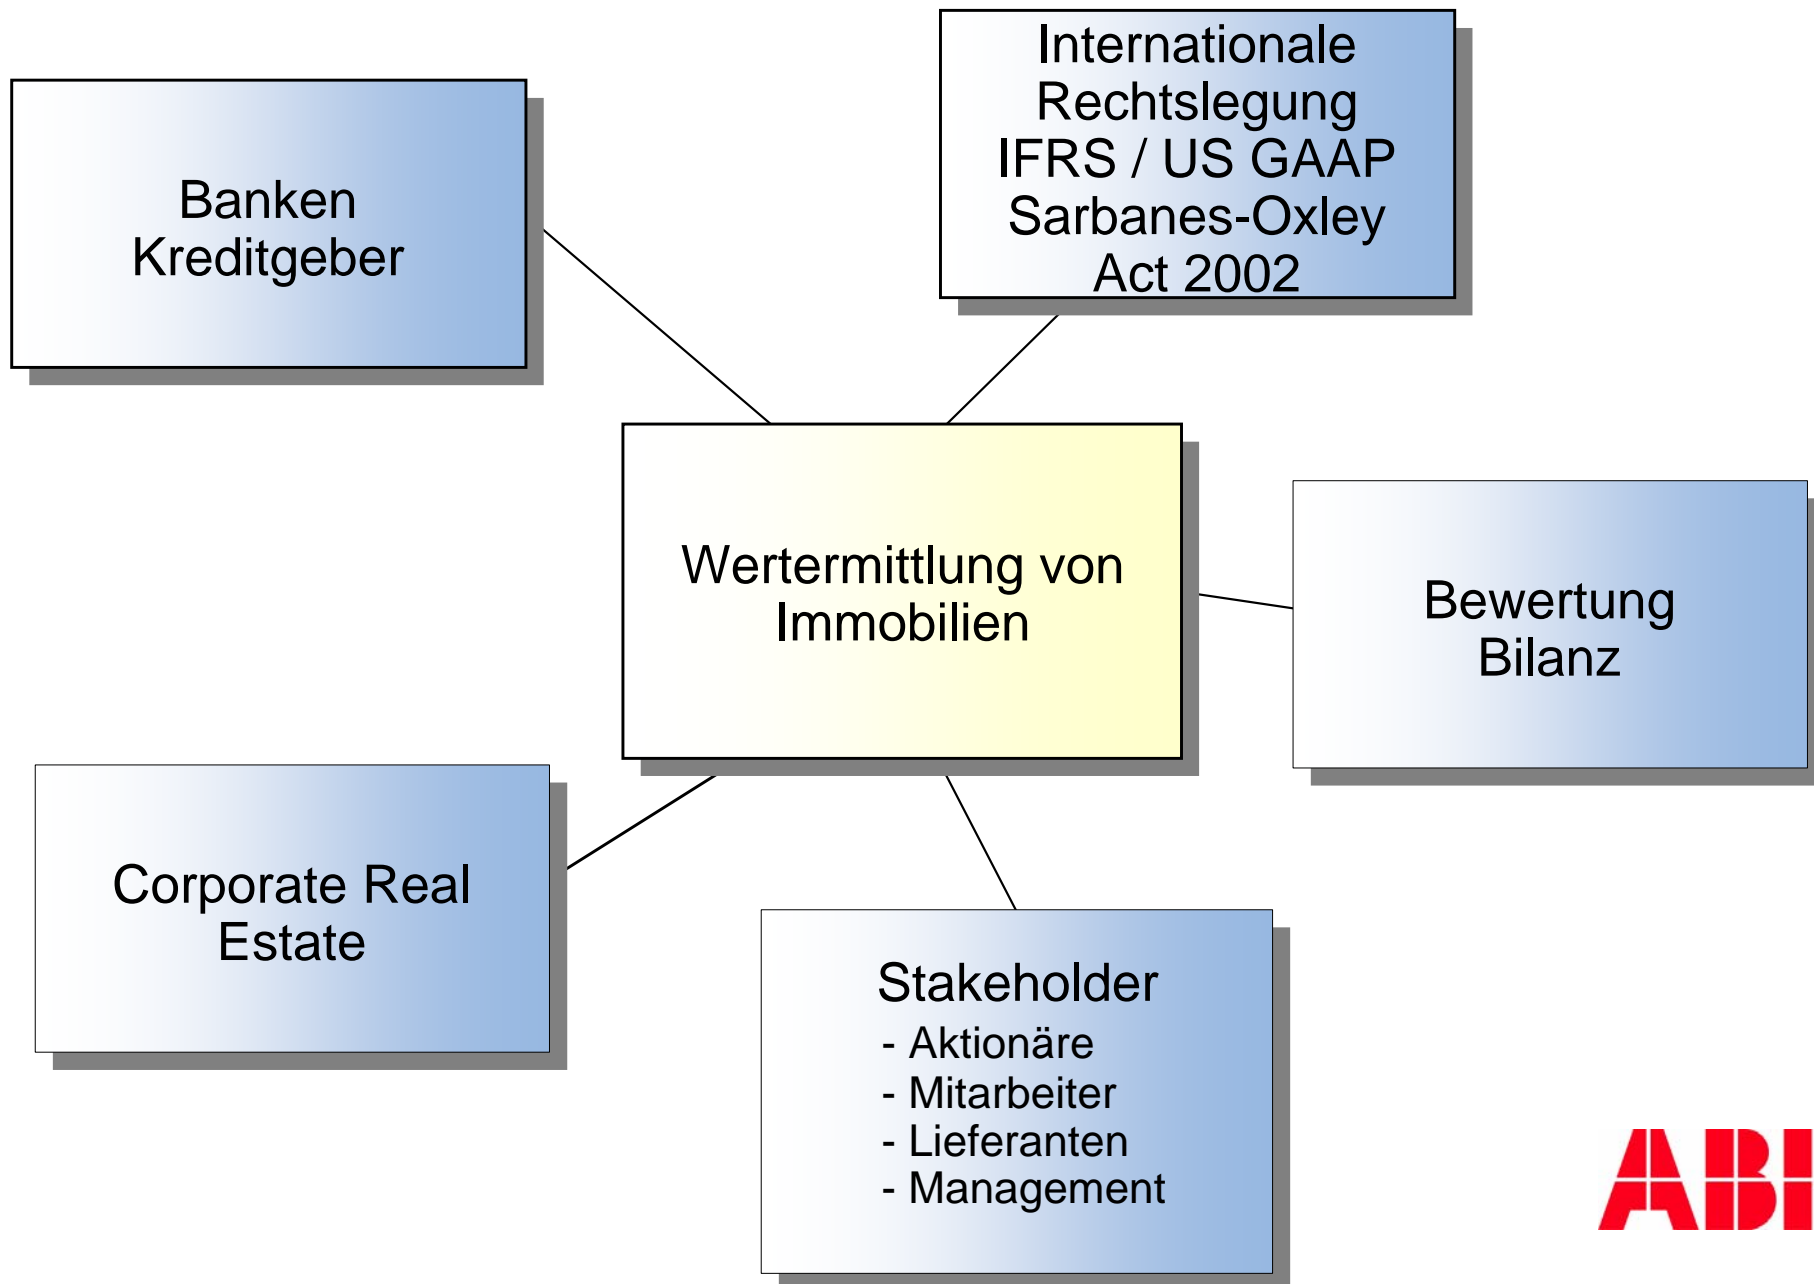 Internationale
Rechtslegung
IFRS / US GAAP
Sarbanes-Oxley
Act 2002
Banken
Kreditgeber
Wertermittlung von
Immobilien
Bewertung
Bilanz
Corporate Real
Estate
Stakeholder
- Aktionäre
- Mitarbeiter
- Lieferanten
- Management